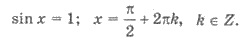 sin x = 1;  x = π/2 + 2πk,  k ∈ Z.